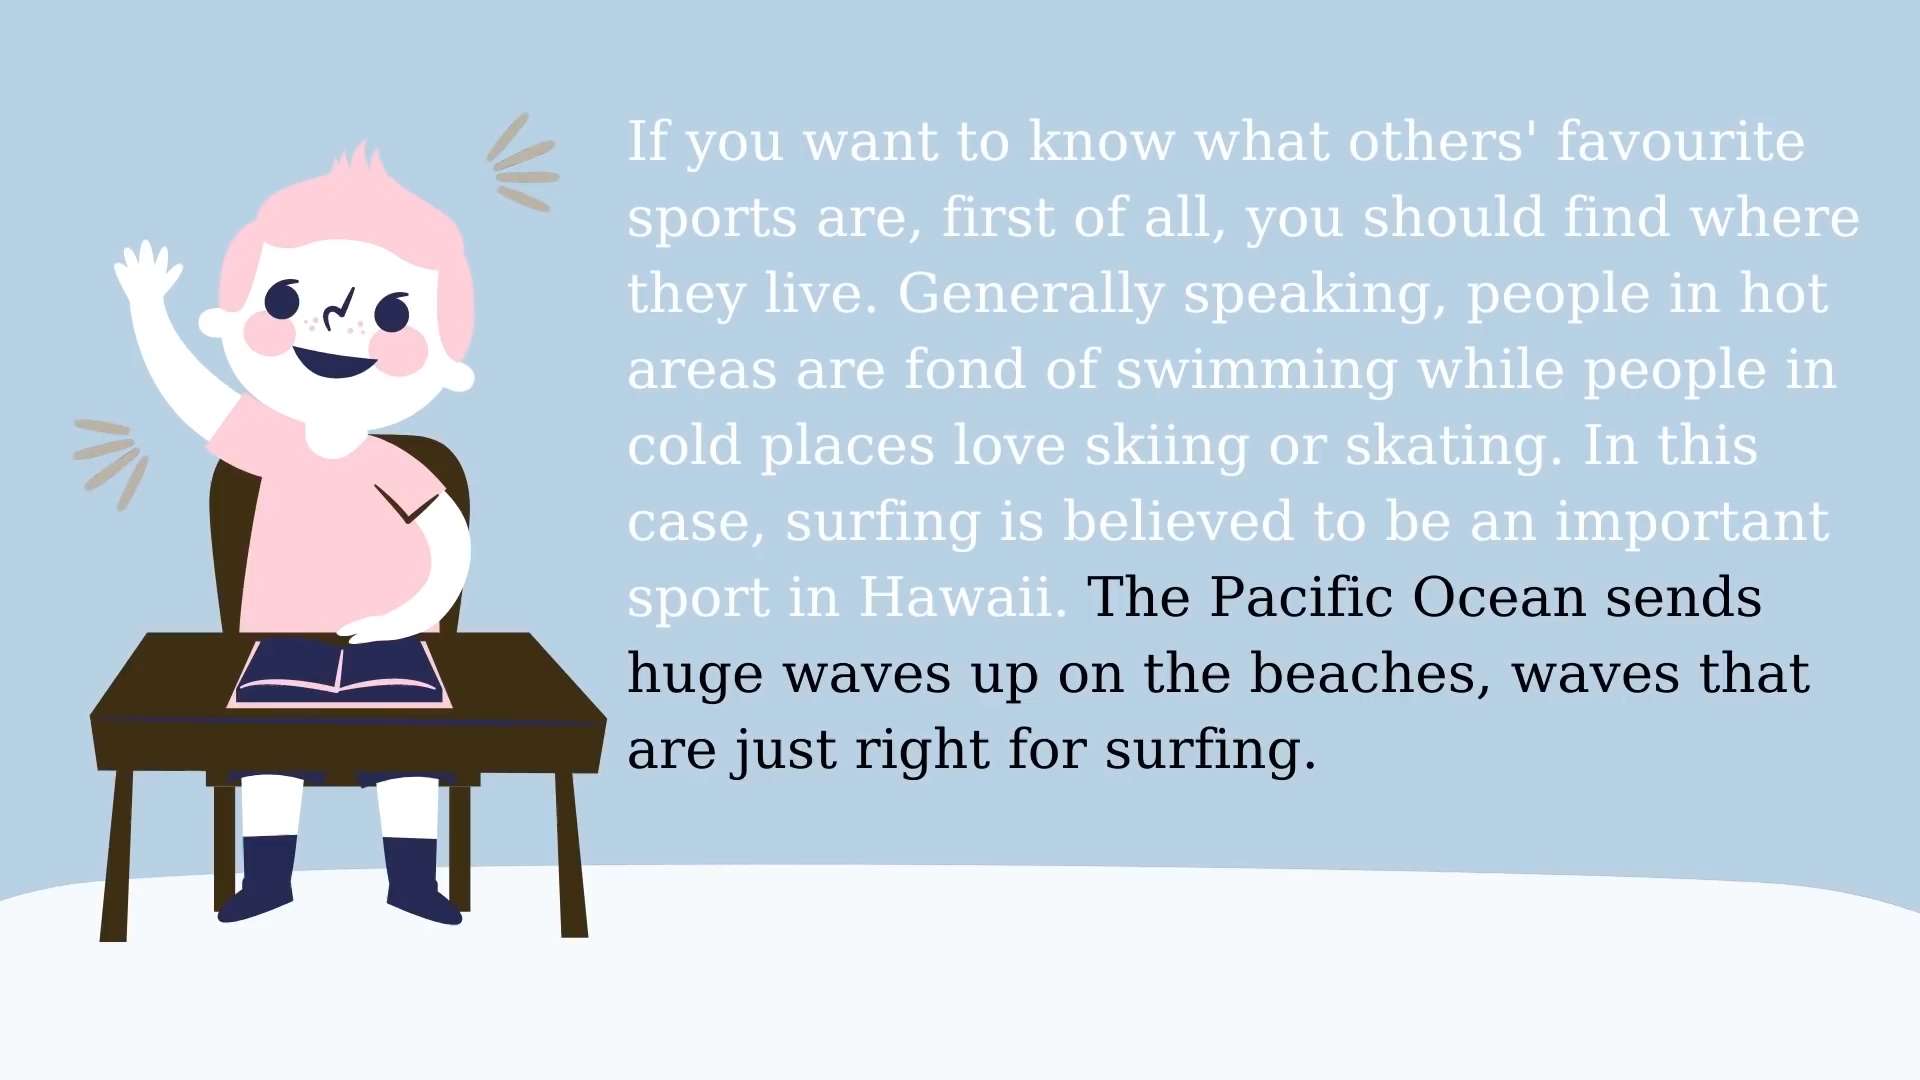 If you want to know what others' favourite
sports are, first of all, you should find where
they live. Generally speaking, people in hot
areas are fond of swimming while people in
cold places love skiing or skating. In this
case, surfing is believed to be an important
sport in Hawaii. The Pacific Ocean sends
huge waves up on the beaches, waves that
are just right for surfing.